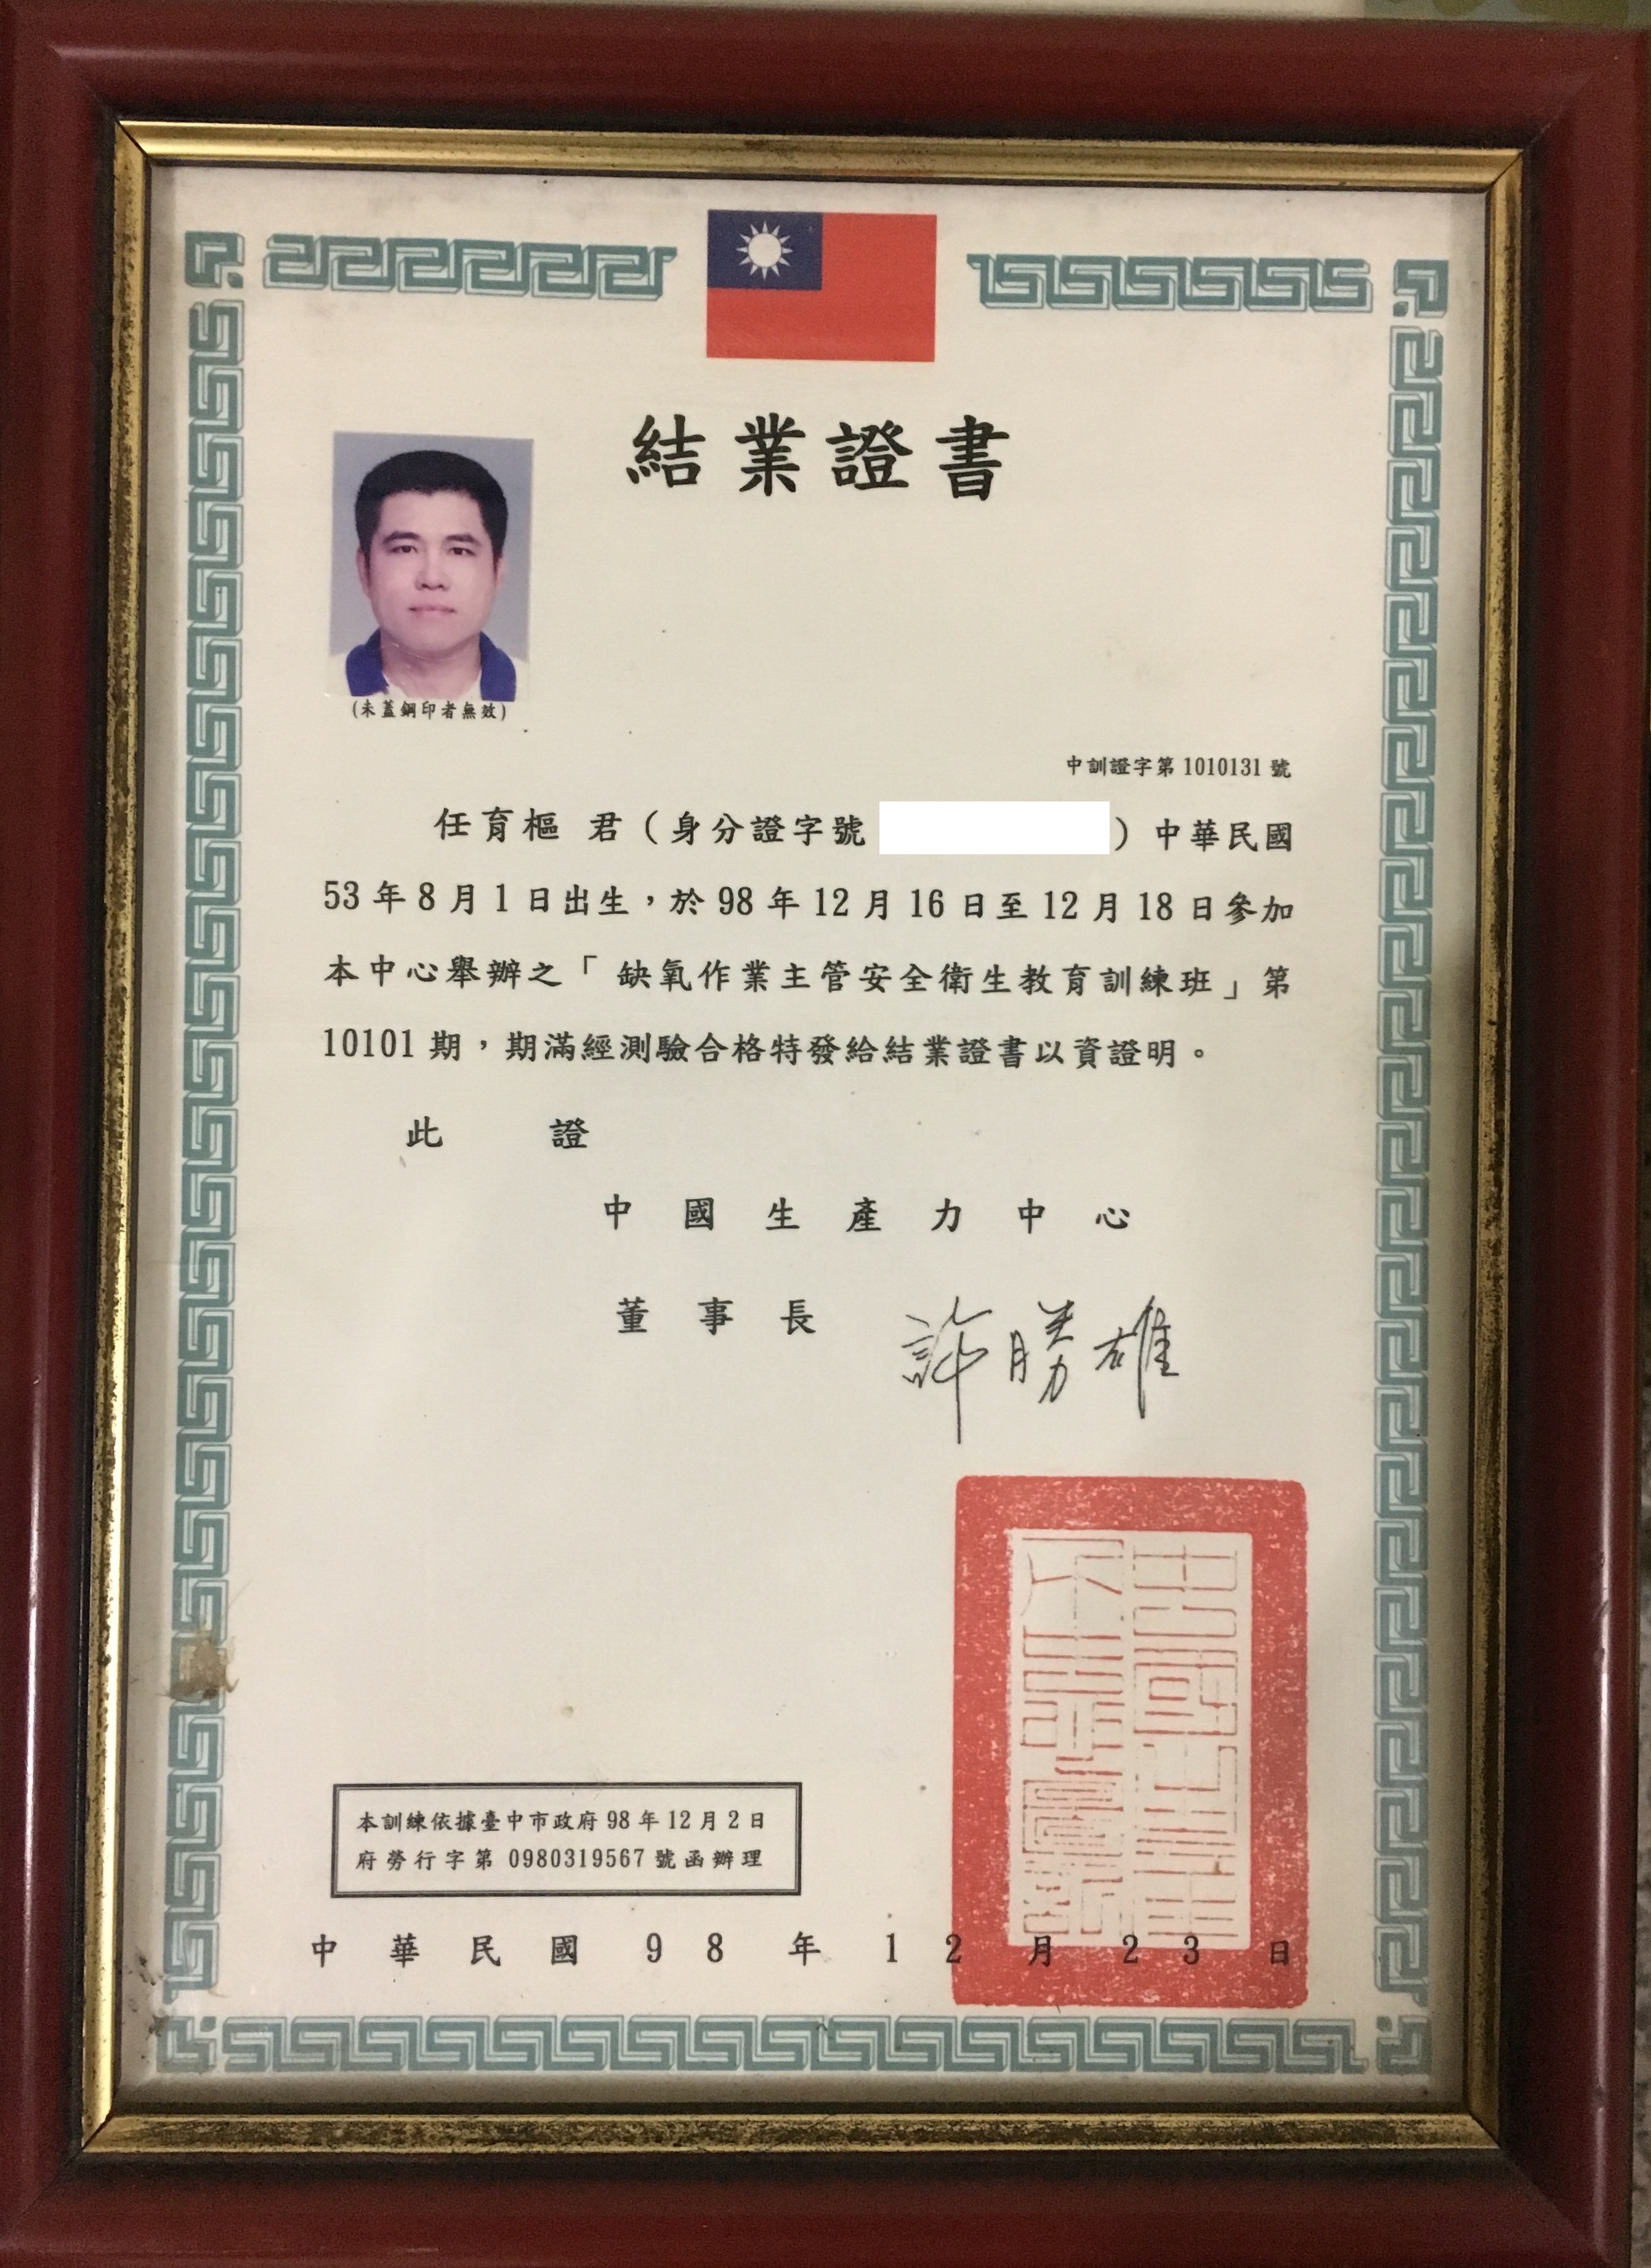 結業證書
(未蓋鋼印者無效)
中訓證字第 1010131 號
任育樞 君（身分證字號 ）中華民國
53 年 8 月 1 日出生，於 98 年 12 月 16 日至 12 月 18 日參加
本中心舉辦之「 缺氧作業主管安全衛生教育訓練班」第
10101 期，期滿經測驗合格特發給結業證書以資證明。
此 證
中國生產力中心
董事長 許勝雄
本訓練依據臺中市政府 98 年 12 月 2 日
府勞行字第 0980319567 號函辦理
中華民國 98 年 12 月 23 日